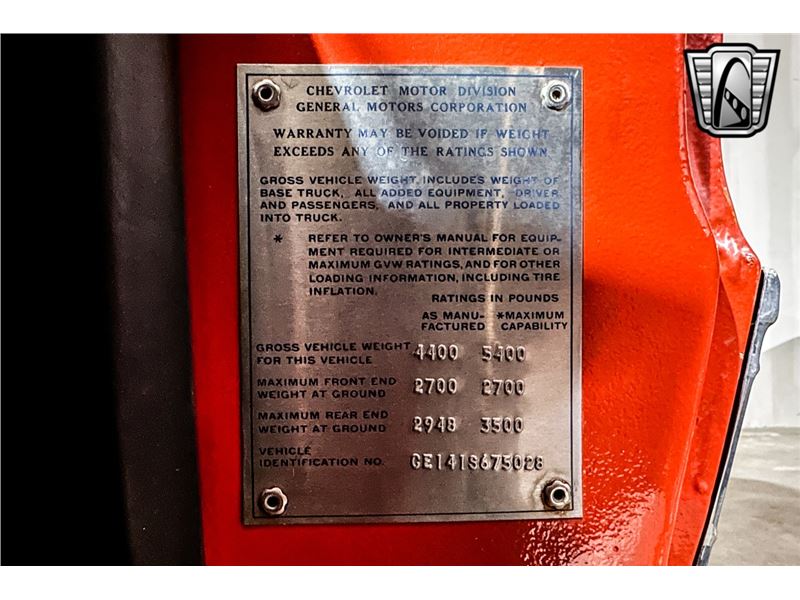 CHEVROLET MOTOR DIVISION
GENERAL MOTORS CORPORATION
WARRANTY MAY BE VOIDED IF WEIGHT
EXCEEDS ANY OF THE RATINGS SHOWN
GROSS VEHICLE WEIGHT, INCLUDES WEIGHT OF
BASE TRUCK, ALL ADDED EQUIPMENT, DRIVER
AND PASSENGERS, AND ALL PROPERTY LOADED
INTO TRUCK.
* REFER TO OWNER'S MANUAL FOR EQUIP-
MENT REQUIRED FOR INTERMEDIATE OR
MAXIMUM GVW RATINGS, AND FOR OTHER
LOADING INFORMATION, INCLUDING TIRE
INFLATION.
RATINGS IN POUNDS
AS MANU- *MAXIMUM
FACTURED CAPABILITY
GROSS VEHICLE WEIGHT
FOR THIS VEHICLE 4400 5400
MAXIMUM FRONT END
WEIGHT AT GROUND 2700 2700
MAXIMUM REAR END
WEIGHT AT GROUND 2948 3500
VEHICLE
IDENTIFICATION NO. CE141S675028